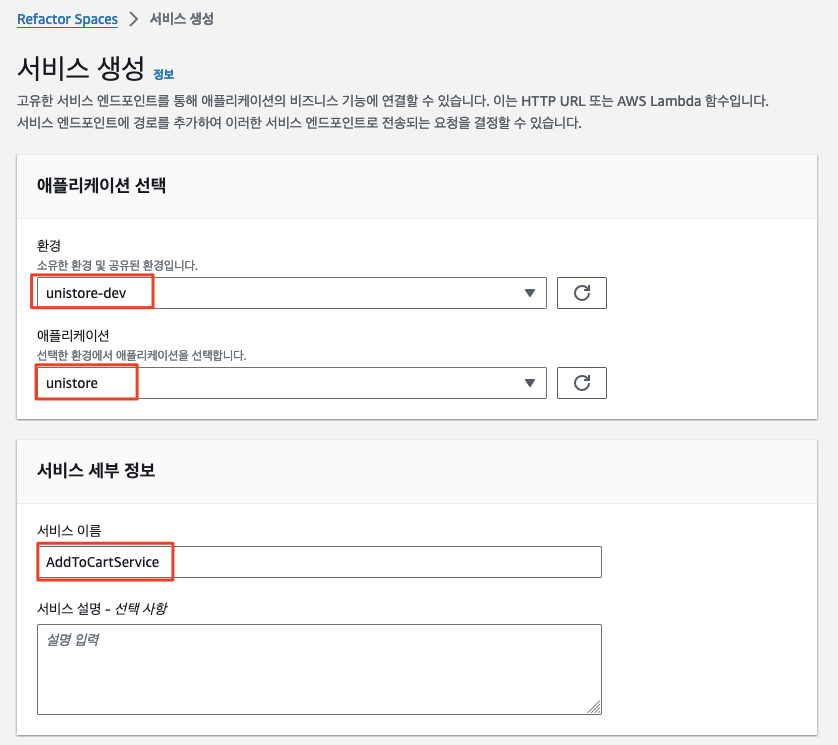 Refactor Spaces > 서비스 생성
서비스 생성 정보
고유한 서비스 엔드포인트를 통해 애플리케이션의 비즈니스 기능에 연결할 수 있습니다. 이는 HTTP URL 또는 AWS Lambda 함수입니다.
서비스 엔드포인트에 경로를 추가하여 이러한 서비스 엔드포인트로 전송되는 요청을 결정할 수 있습니다.
애플리케이션 선택
환경
소유한 환경 및 공유된 환경입니다.
unistore-dev
애플리케이션
선택한 환경에서 애플리케이션을 선택합니다.
unistore
서비스 세부 정보
서비스 이름
AddToCartService
서비스 설명 - 선택 사항
설명 입력